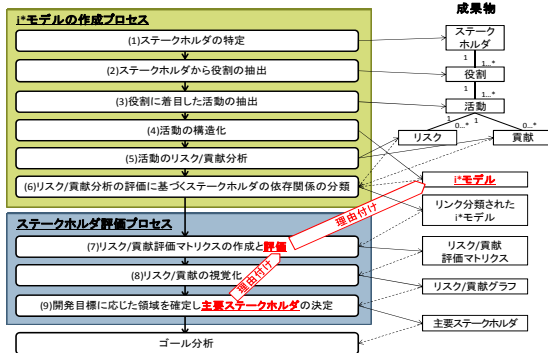 i*モデルの作成プロセス
(1)ステークホルダの特定
(2)ステークホルダから役割の抽出
(3)役割に着目した活動の抽出
(4)活動の構造化
(5)活動のリスク/貢献分析
(6)リスク/貢献分析の評価に基づくステークホルダの依存関係の分類
ステークホルダ評価プロセス
(7)リスク/貢献評価マトリクスの作成と評価
(8)リスク/貢献の視覚化
(9)開発目標に応じた領域を確定し主要ステークホルダの決定
ゴール分析
理由付け
理由付け
成果物
ステーク
ホルダ
1
1…*
役割
1
1…*
活動
1
1
0…*
0…*
リスク
貢献
i*モデル
リンク分類された
i*モデル
リスク/貢献
評価マトリクス
リスク/貢献グラフ
主要ステークホルダ